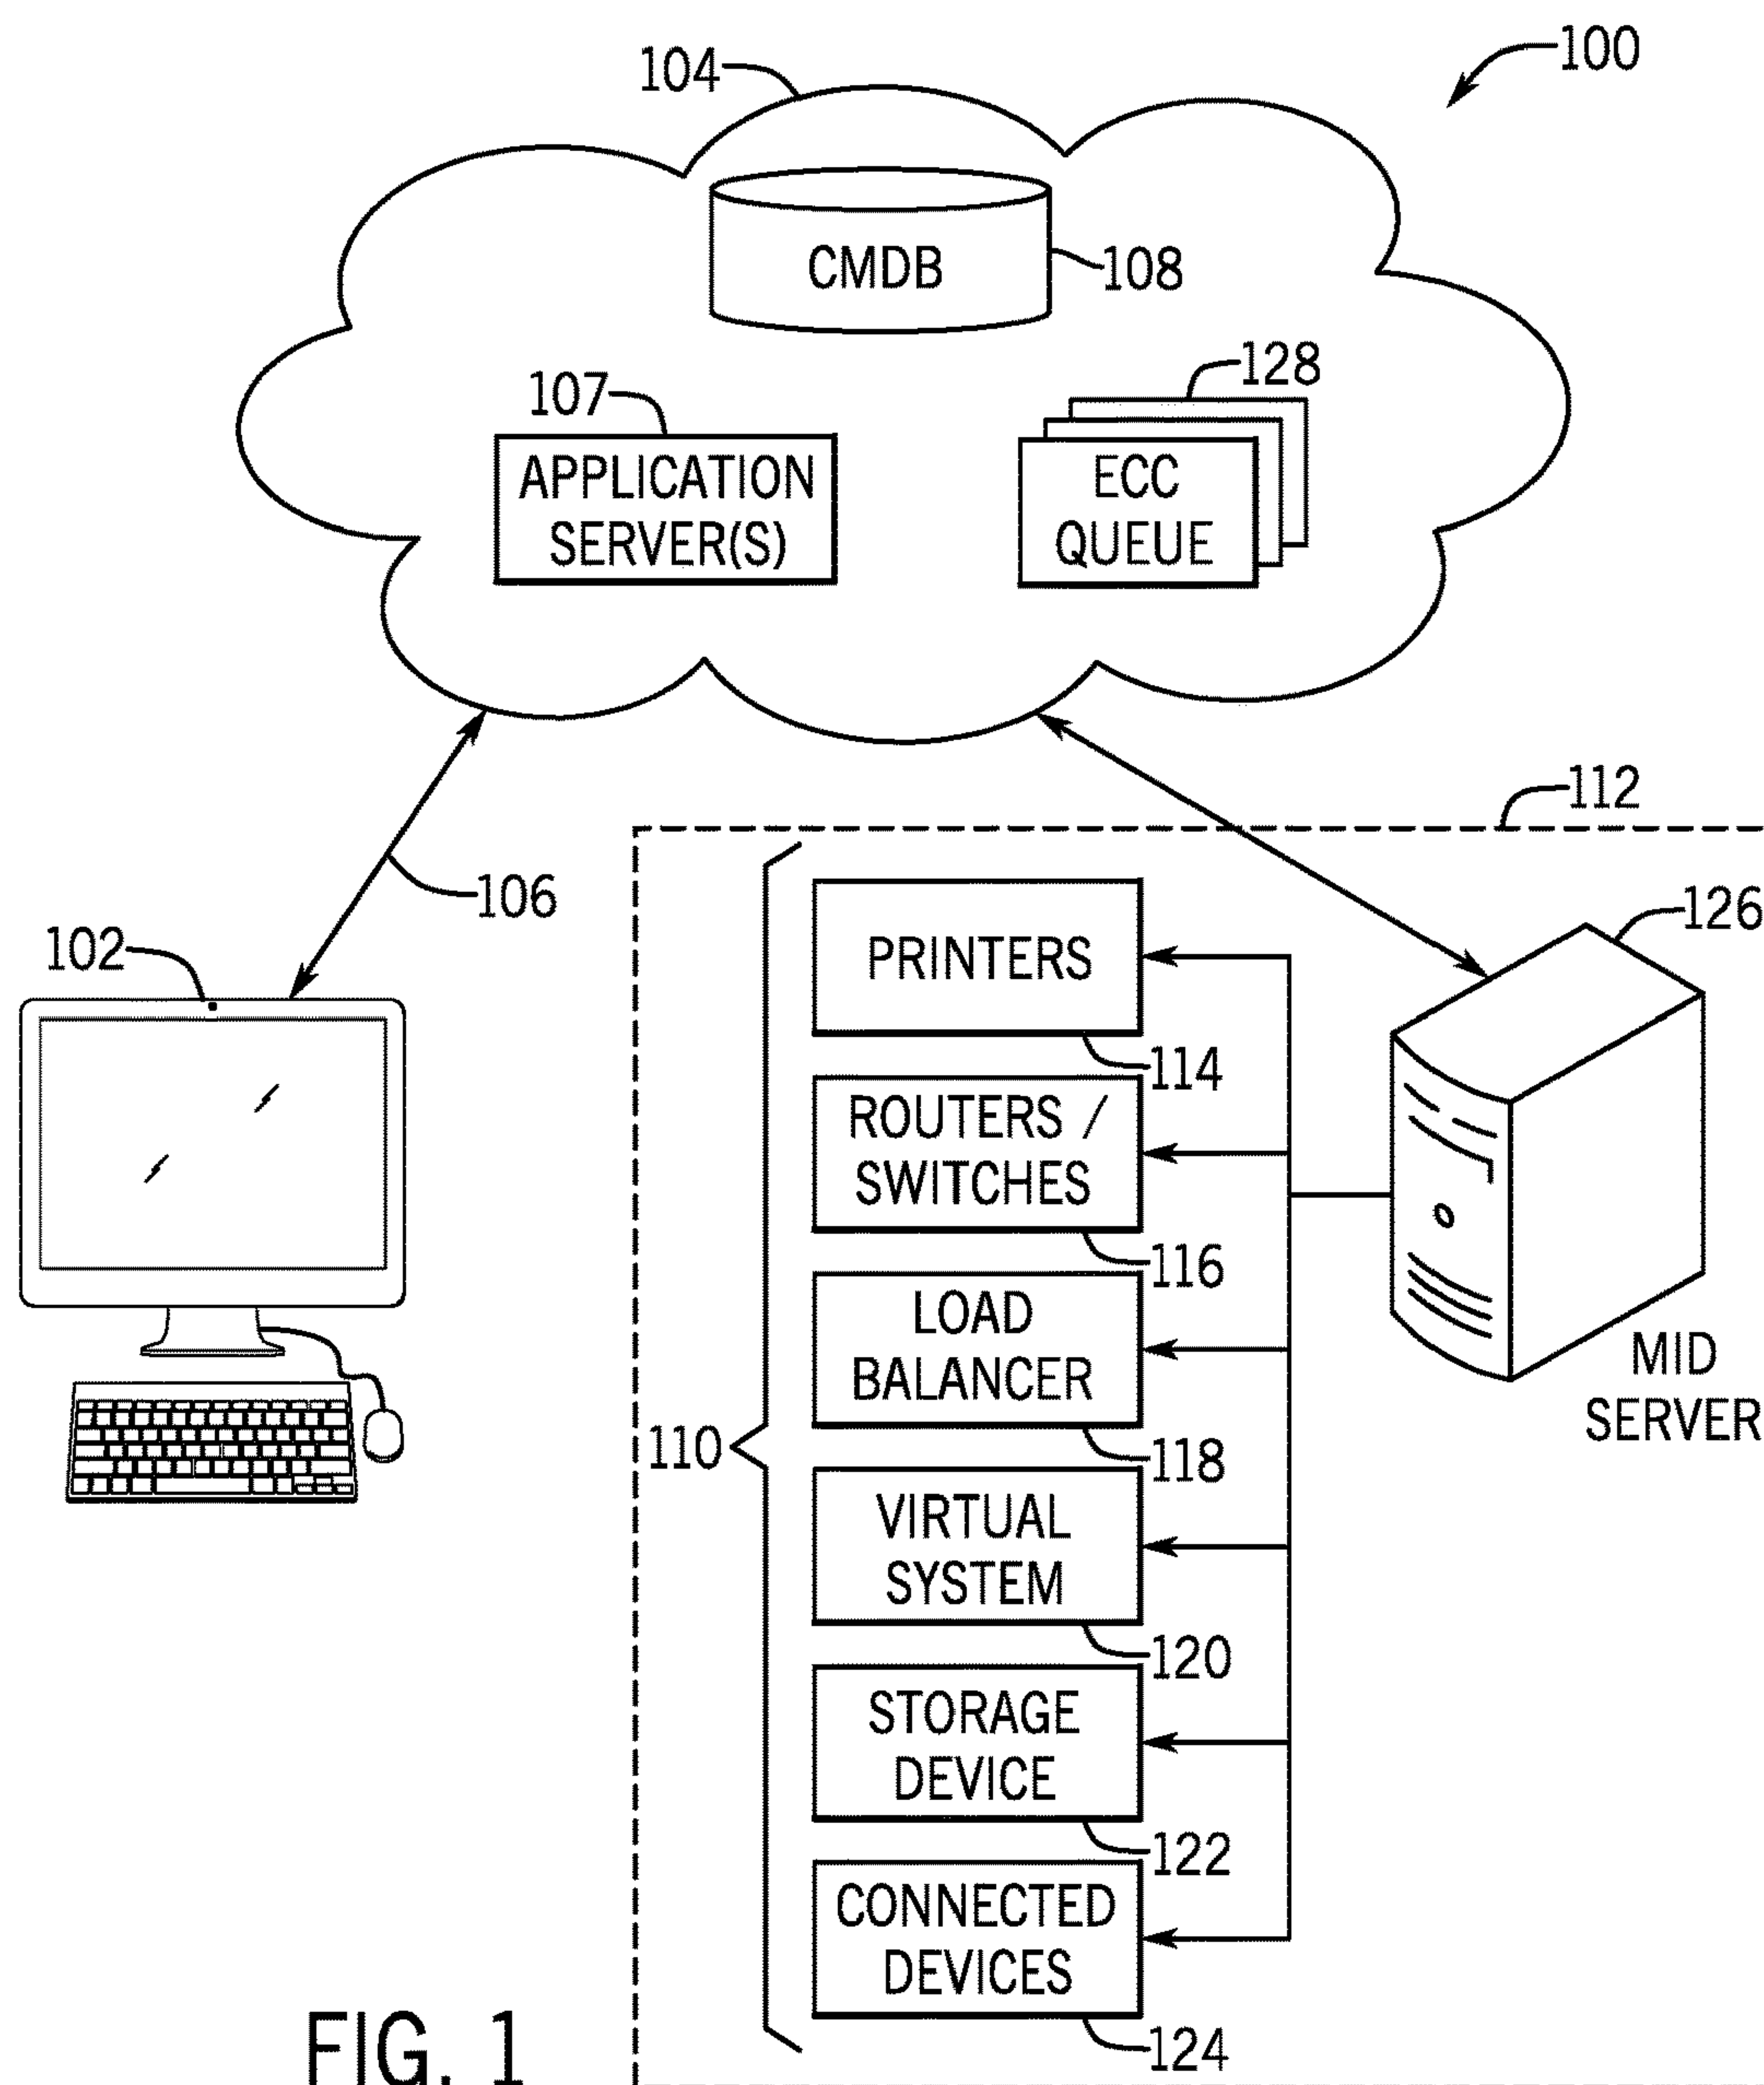 100
104
CMDB
108
107
128
APPLICATION
SERVER(S)
ECC
QUEUE
112
106
126
102
PRINTERS
114
ROUTERS /
SWITCHES
116
LOAD
BALANCER
MID
SERVER
110
118
VIRTUAL
SYSTEM
120
STORAGE
DEVICE
122
CONNECTED
DEVICES
124
FIG. 1